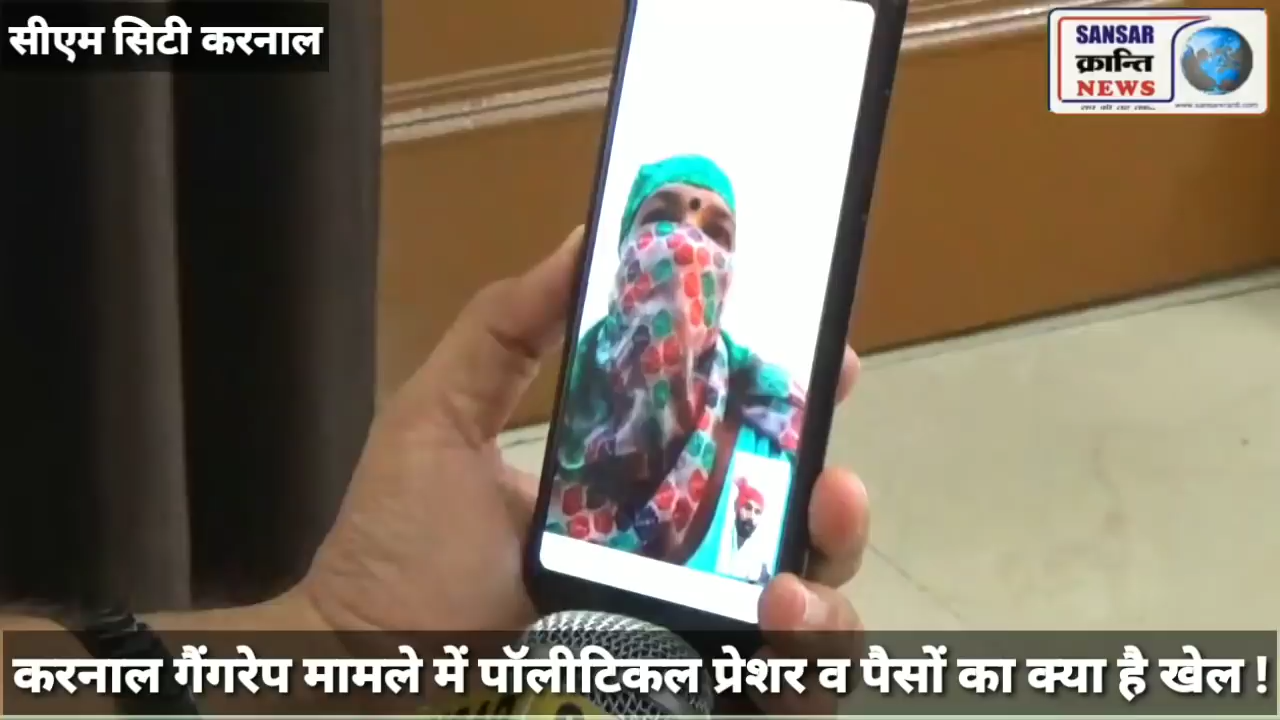 सीएम सिटी करनाल
SANSAR
क्रान्ति
NEWS
करनाल गैंगरेप मामले में पॉलीटिकल प्रेशर व पैसों का क्या है खेल !